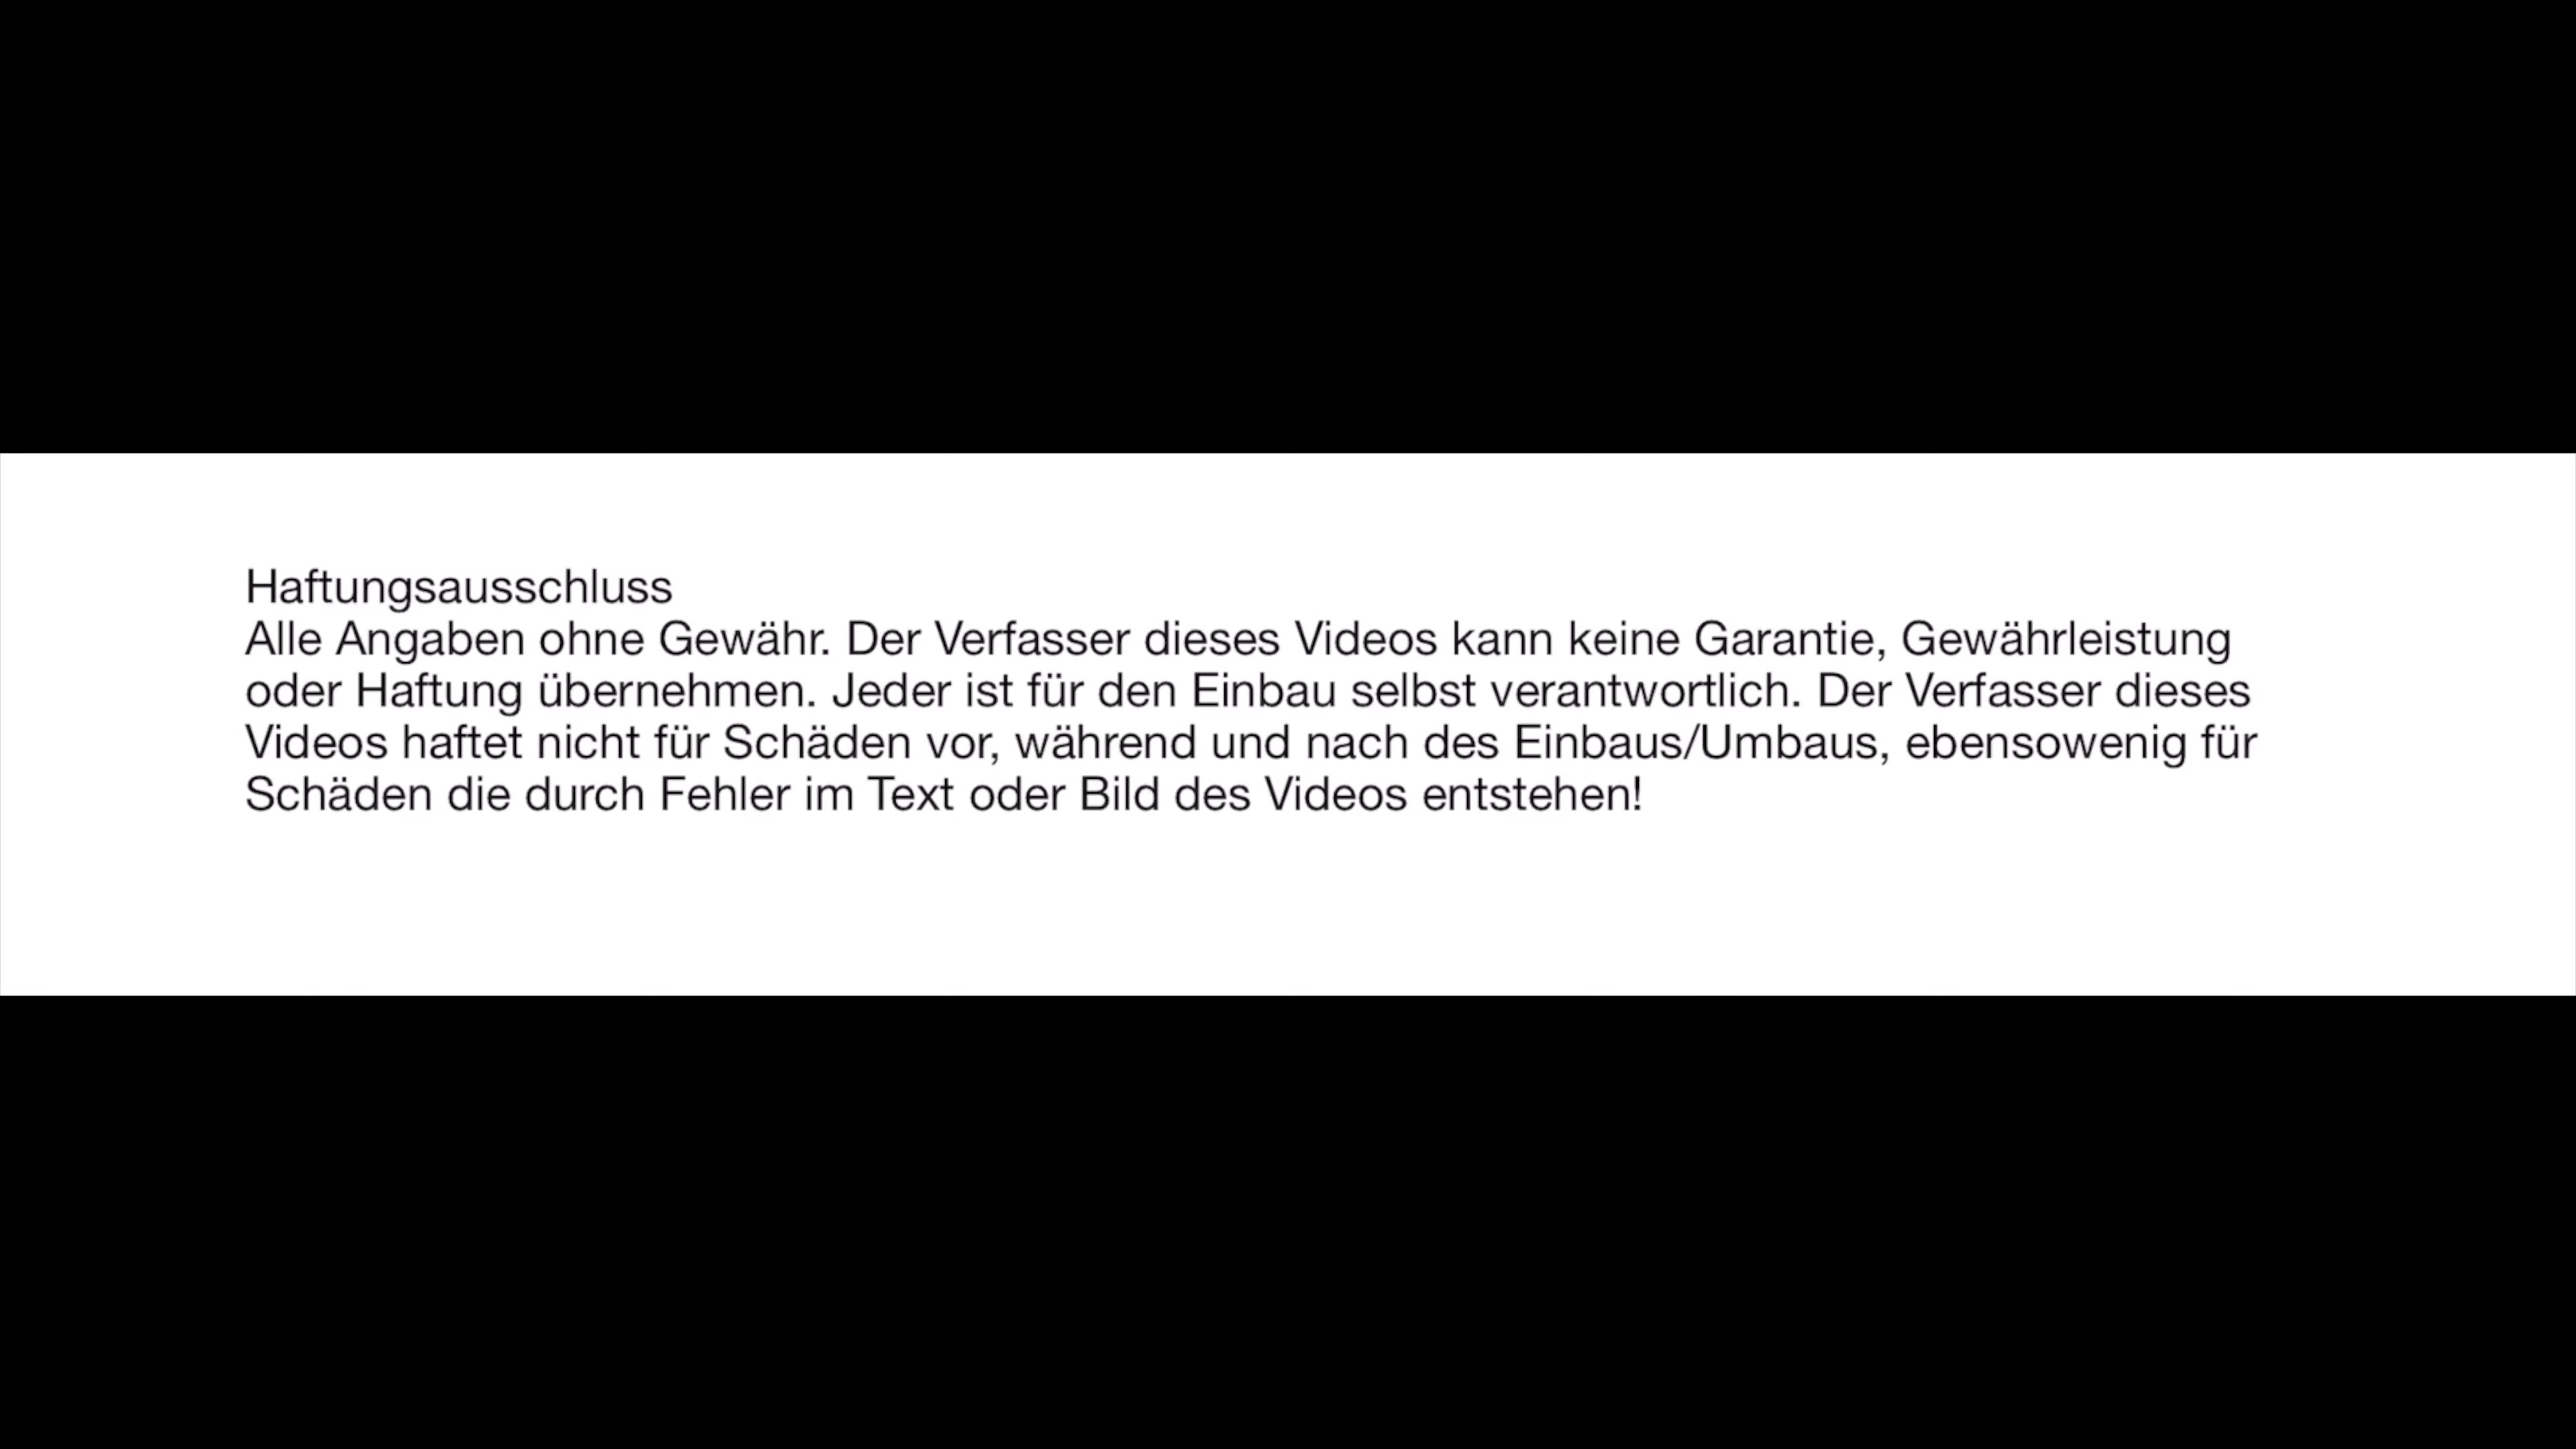 Haftungsausschluss
Alle Angaben ohne Gewähr. Der Verfasser dieses Videos kann keine Garantie, Gewährleistung
oder Haftung übernehmen. Jeder ist für den Einbau selbst verantwortlich. Der Verfasser dieses
Videos haftet nicht für Schäden vor, während und nach des Einbaus/Umbaus, ebensowenig für
Schäden die durch Fehler im Text oder Bild des Videos entstehen!